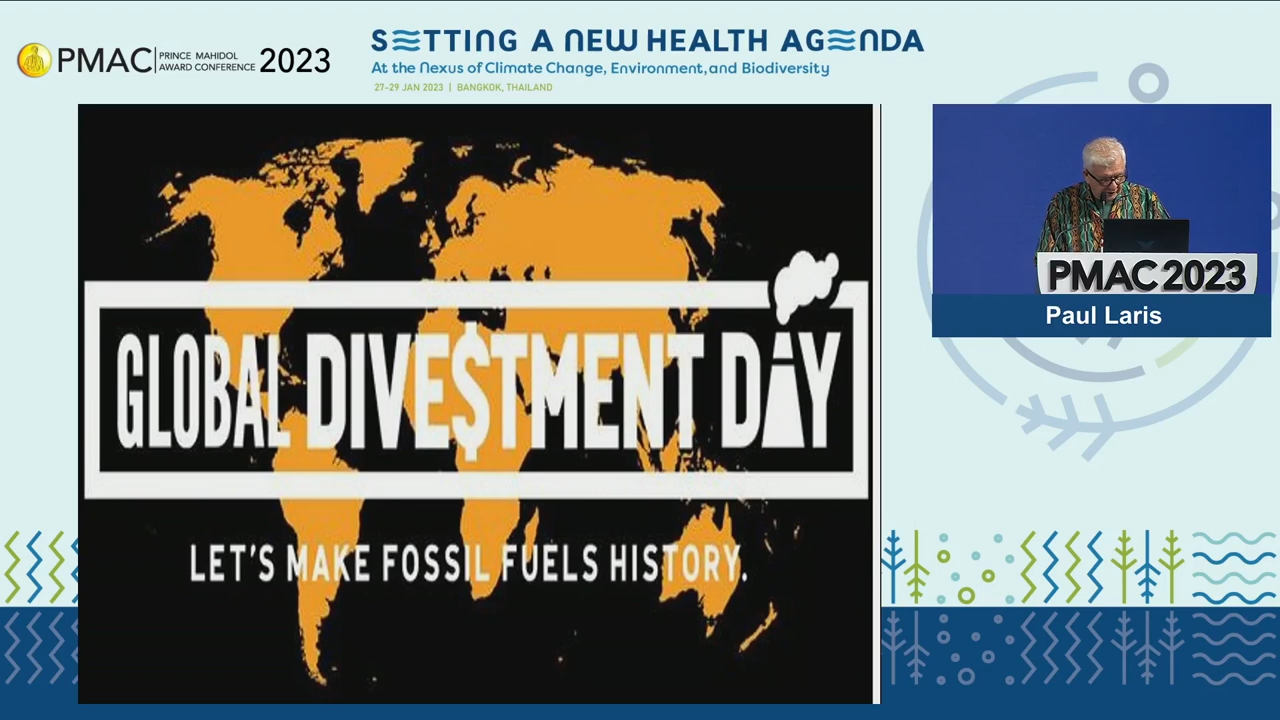 PMAC PRINCE MAHIDOL AWARD CONFERENCE 2023
SETTING A NEW HEALTH AGENDA
At the Nexus of Climate Change, Environment, and Biodiversity
27-29 JAN 2023 | BANGKOK, THAILAND
GLOBAL DIVE$TMENT DAY
LET'S MAKE FOSSIL FUELS HISTORY.
PMAC 2023
Paul Laris